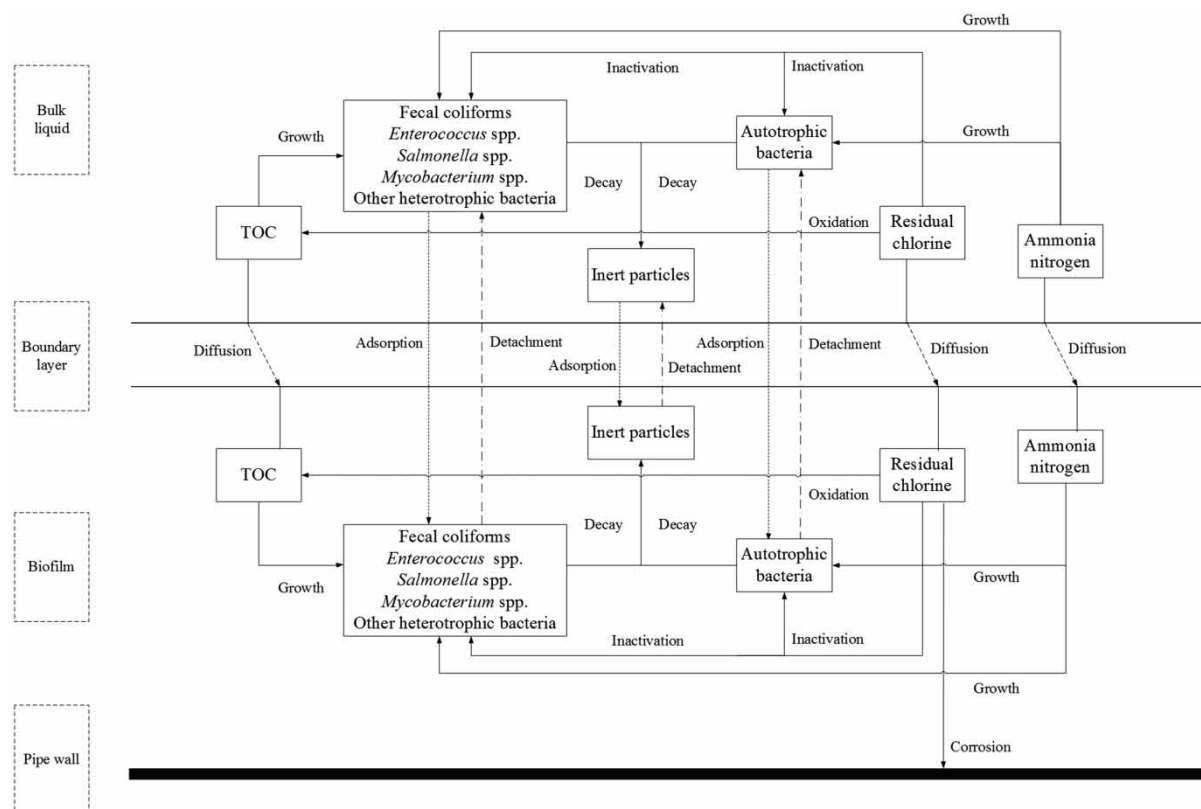 Growth
Inactivation
Inactivation
Bulk
liquid
Fecal coliforms
Enterococcus spp.
Salmonella spp.
Mycobacterium spp.
Other heterotrophic bacteria
Growth
Autotrophic
bacteria
Growth
Decay
Decay
TOC
Oxidation
Residual
chlorine
Ammonia
nitrogen
Inert particles
Boundary
layer
Diffusion
Adsorption
Detachment
Adsorption
Detachment
Adsorption
Detachment
Diffusion
Diffusion
Inert particles
Ammonia
nitrogen
TOC
Residual
chlorine
Oxidation
Biofilm
Decay
Decay
Fecal coliforms
Enterococcus spp.
Salmonella spp.
Mycobacterium spp.
Other heterotrophic bacteria
Growth
Autotrophic
bacteria
Growth
Inactivation
Inactivation
Growth
Pipe wall
Corrosion